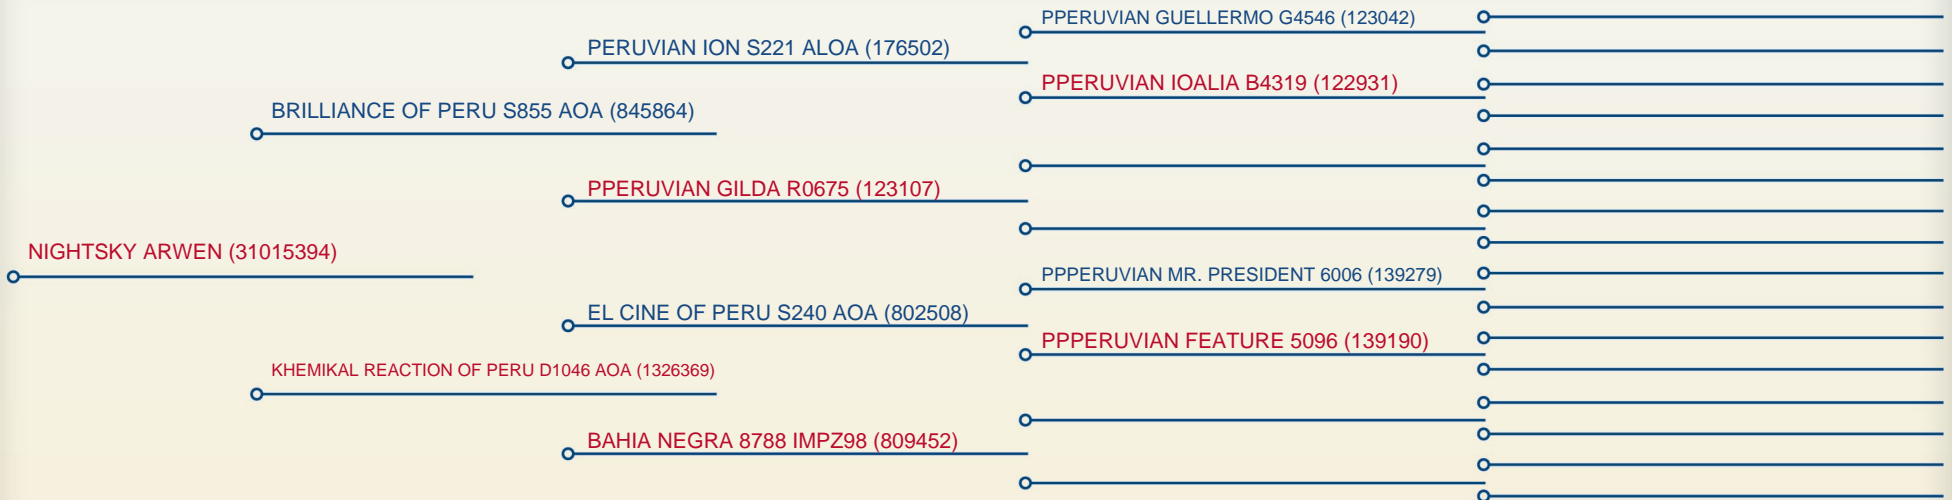 PPERUVIAN GUELLERMO G4546 (123042)
PERUVIAN ION S221 ALOA (176502)
PPERUVIAN IOALIA B4319 (122931)
BRILLIANCE OF PERU S855 AOA (845864)
PPERUVIAN GILDA R0675 (123107)
NIGHTSKY ARWEN (31015394)
PPPERUVIAN MR. PRESIDENT 6006 (139279)
EL CINE OF PERU S240 AOA (802508)
PPPERUVIAN FEATURE 5096 (139190)
KHEMIKAL REACTION OF PERU D1046 AOA (1326369)
BAHIA NEGRA 8788 IMPZ98 (809452)